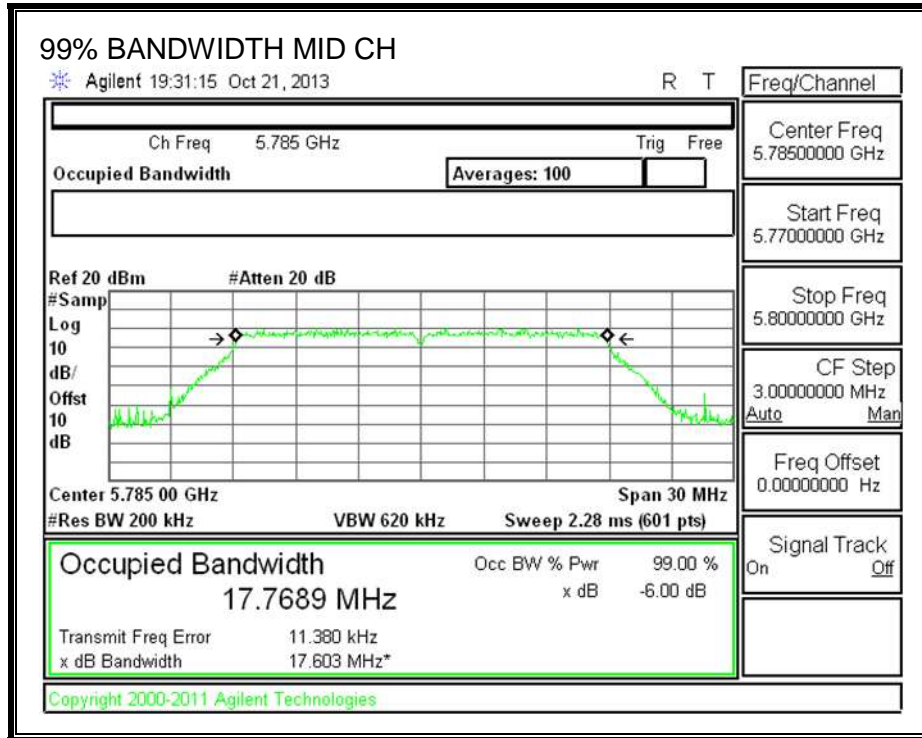 99% BANDWIDTH MID CH
Agilent 19:31:15 Oct 21, 2013 R T
Freq/Channel
Ch Freq 5.785 GHz Trig Free
Occupied Bandwidth Averages: 100
Center Freq
5.78500000 GHz
Start Freq
5.77000000 GHz
Stop Freq
5.80000000 GHz
CF Step
3.00000000 MHz
Auto Man
Freq Offset
0.00000000 Hz
Signal Track
On Off
Ref 20 dBm #Atten 20 dB
#Samp
Log
10
dB/
Offst
10
dB
Center 5.785 00 GHz Span 30 MHz
#Res BW 200 kHz VBW 620 kHz Sweep 2.28 ms (601 pts)
Occupied Bandwidth Occ BW % Pwr 99.00 %
17.7689 MHz x dB -6.00 dB
Transmit Freq Error 11.380 kHz
x dB Bandwidth 17.603 MHz*
Copyright 2000-2011 Agilent Technologies